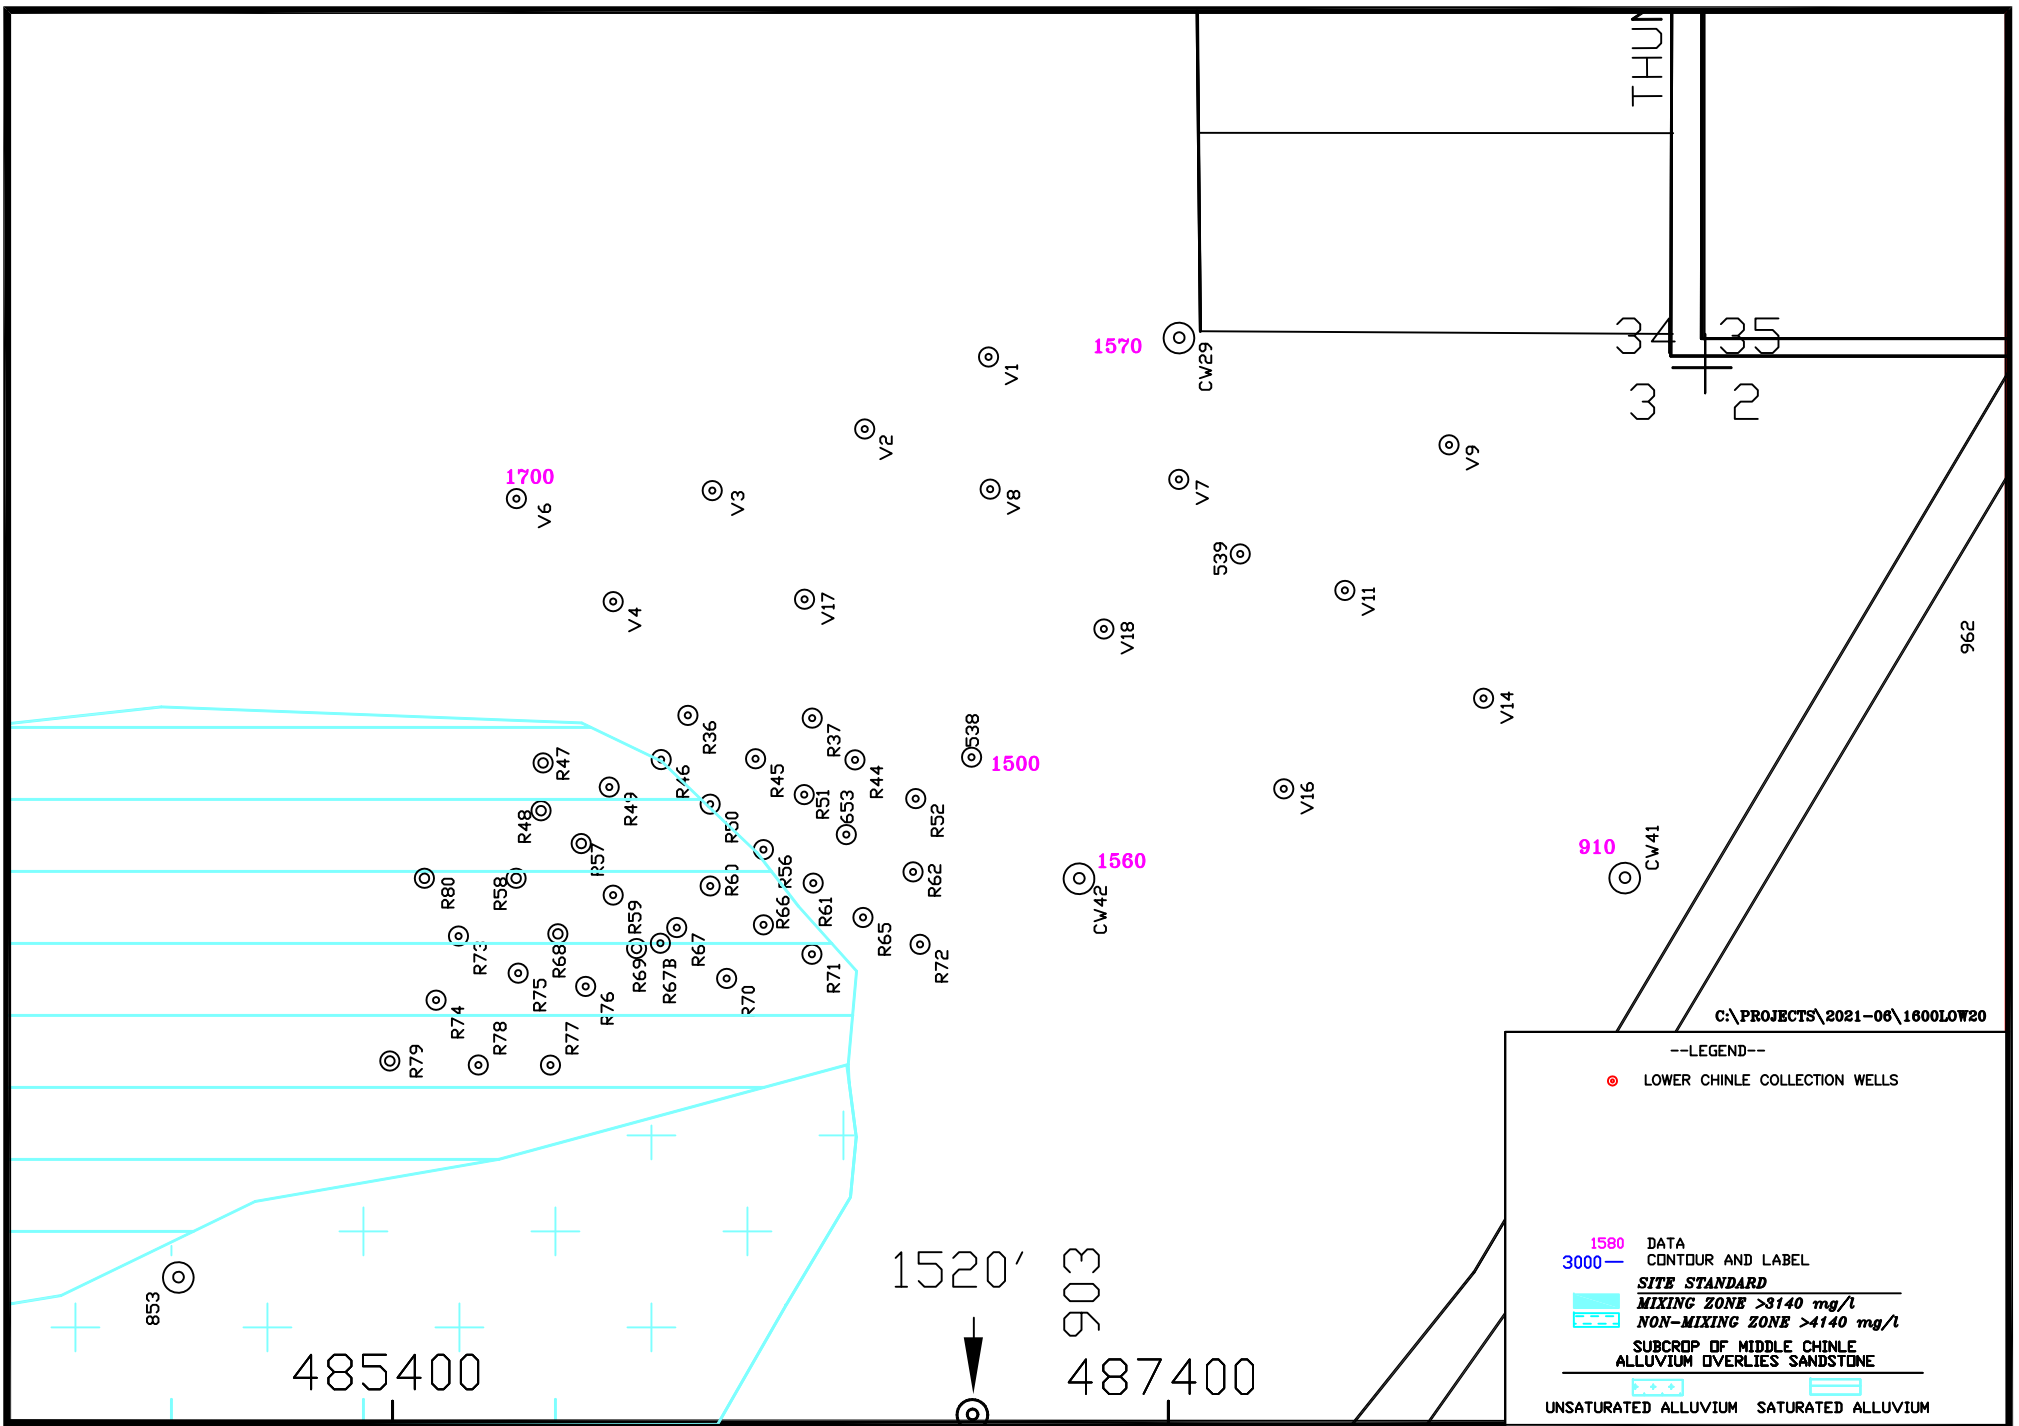 THUN
34 35
3 2
1570
CW29
V1
V2
V9
1700
V6
V3
V8
V7
539
V4
V17
V11
V18
962
V14
R36
R37
538
1500
R47
R46
R45
R44
R49
R51
653
R52
V16
R48
R50
R57
R56
1560
910
CW41
R80
R58
R60
R62
CW42
R59
R66
R61
R65
R73
R68
R69
R67B
R67
R71
R72
R75
R76
R70
R74
R78
R77
R79
C:\PROJECTS\2021-06\1600LOW20
--LEGEND--
LOWER CHINLE COLLECTION WELLS
1580 DATA
3000— CONTOUR AND LABEL
SITE STANDARD
MIXING ZONE >3140 mg/l
NON-MIXING ZONE >4140 mg/l
SUBCROP OF MIDDLE CHINLE
ALLUVIUM OVERLIES SANDSTONE
UNSATURATED ALLUVIUM SATURATED ALLUVIUM
853
1520'
903
485400
487400